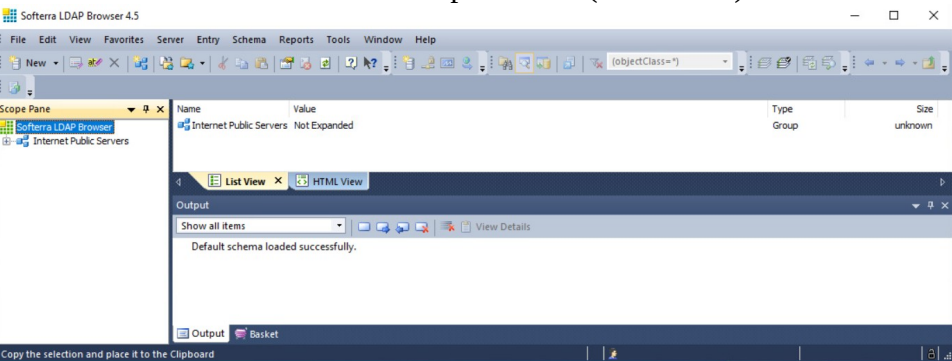 Softerra LDAP Browser 4.5
File Edit View Favorites Server Entry Schema Reports Tools Window Help
New
(objectClass=*)
Scope Pane
Softerra LDAP Browser
Internet Public Servers
Name Value Type Size
Internet Public Servers Not Expanded Group unknown
List View HTML View
Output
Show all items View Details
Default schema loaded successfully.
Output Basket
Copy the selection and place it to the Clipboard